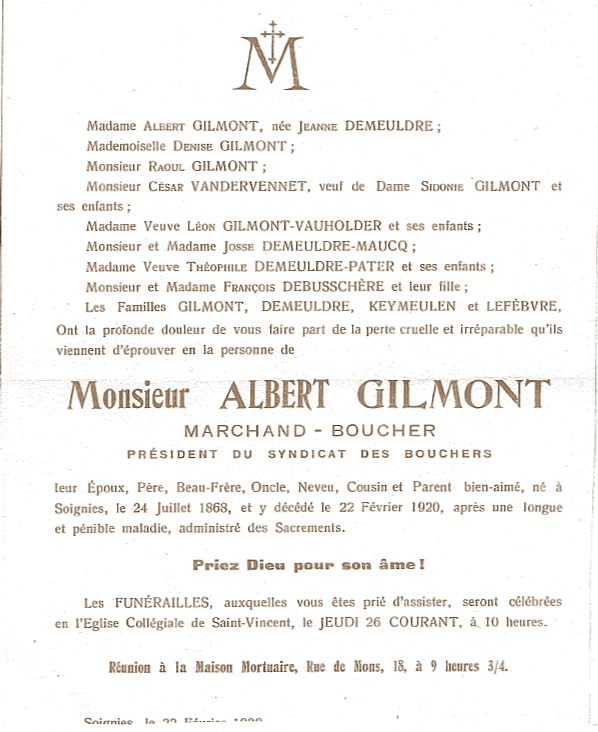 M
Madame ALBERT GILMONT, née JEANNE DEMEULDRE ;
Mademoiselle DENISE GILMONT ;
Monsieur RAOUL GILMONT ;
Monsieur CÉSAR VANDERVENNET, veuf de Dame SIDONIE GILMONT et
ses enfants ;
Madame Veuve LÉON GILMONT-VAUHOLDER et ses enfants ;
Monsieur et Madame JOSSE DEMEULDRE-MAUCQ ;
Madame Veuve THÉOPHILE DEMEULDRE-PATER et ses enfants ;
Monsieur et Madame FRANÇOIS DEBUSSCHÈRE et leur fille ;
Les Familles GILMONT, DEMEULDRE, KEYMEULEN et LEFÈBVRE,
Ont la profonde douleur de vous faire part de la perte cruelle et irréparable qu'ils
viennent d'éprouver en la personne de
Monsieur ALBERT GILMONT
MARCHAND - BOUCHER
PRÉSIDENT DU SYNDICAT DES BOUCHERS
leur Époux, Père, Beau-Frère, Oncle, Neveu, Cousin et Parent bien-aimé, né à
Soignies, le 24 Juillet 1868, et y décédé le 22 Février 1920, après une longue
et pénible maladie, administré des Sacrements.
Priez Dieu pour son âme !
Les FUNÉRAILLES, auxquelles vous êtes prié d'assister, seront célébrées
en l'Eglise Collégiale de Saint-Vincent, le JEUDI 26 COURANT, à 10 heures.
Réunion à la Maison Mortuaire, Rue de Mons, 18, à 9 heures 3/4.
Soignies, le 22 Février 1920